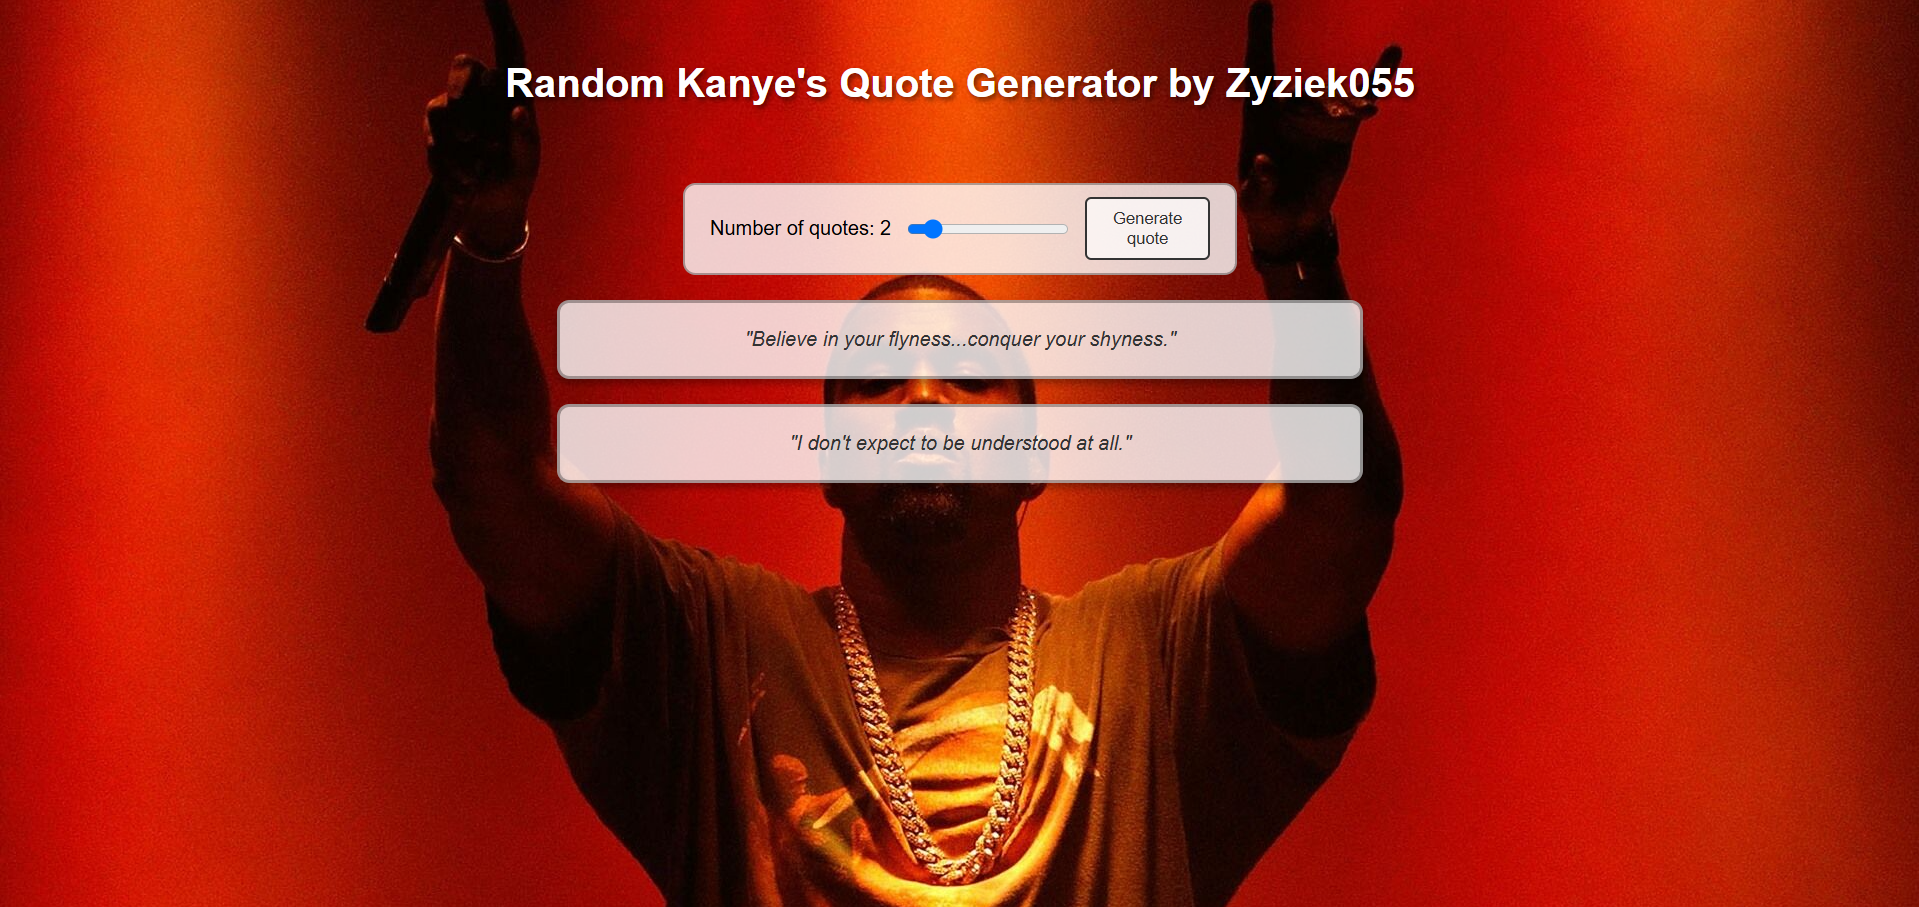 Random Kanye's Quote Generator by Zyziek055
Number of quotes: 2
Generate
quote
"Believe in your flyness...conquer your shyness."
"I don't expect to be understood at all."